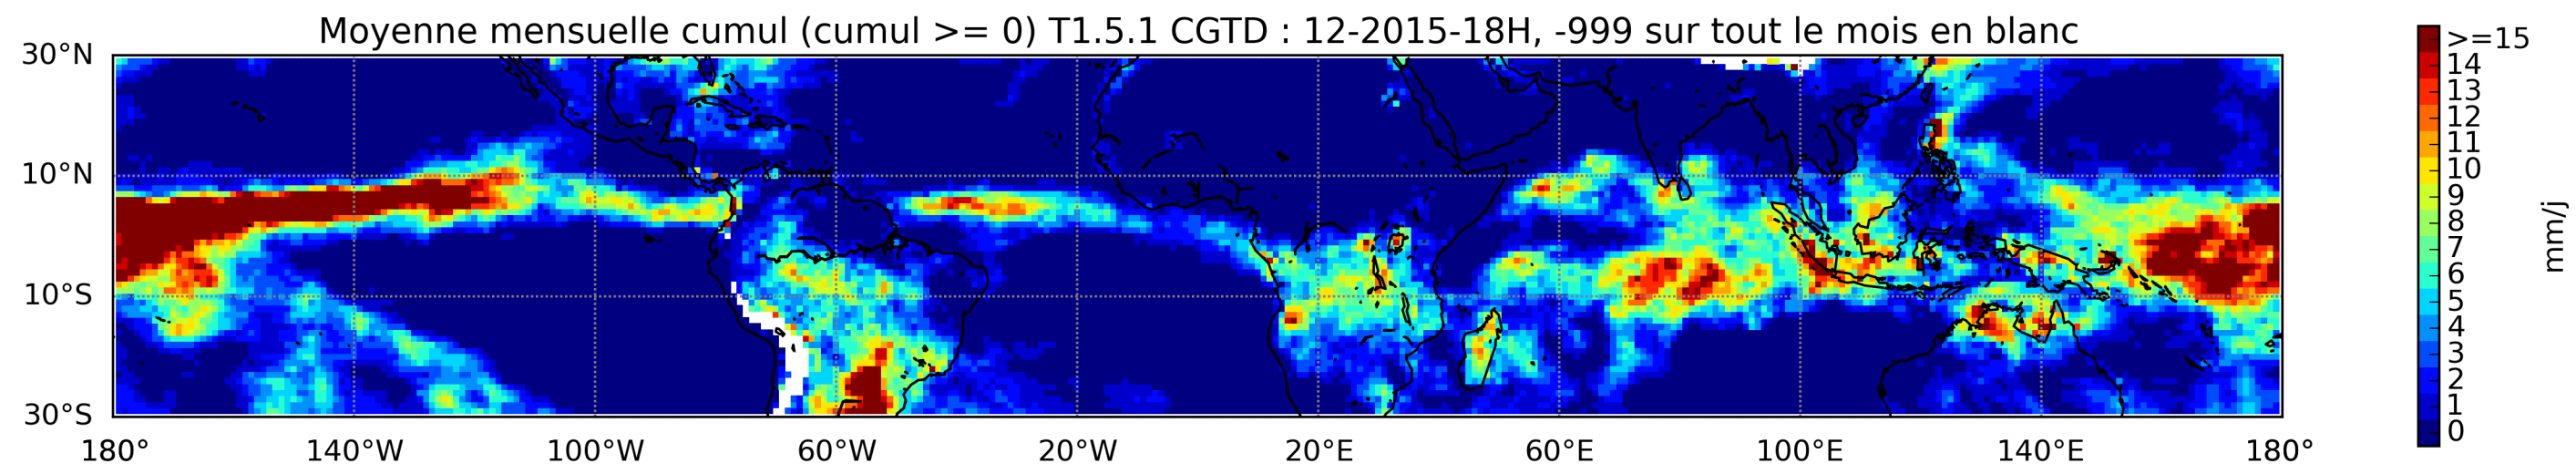 Moyenne mensuelle cumul (cumul >= 0) T1.5.1 CGTD : 12-2015-18H, -999 sur tout le mois en blanc
30°N
10°N
10°S
30°S
180°
140°W
100°W
60°W
20°W
20°E
60°E
100°E
140°E
180°
>=15
14
13
12
11
10
9
8
7
6
5
4
3
2
1
0
mm/j